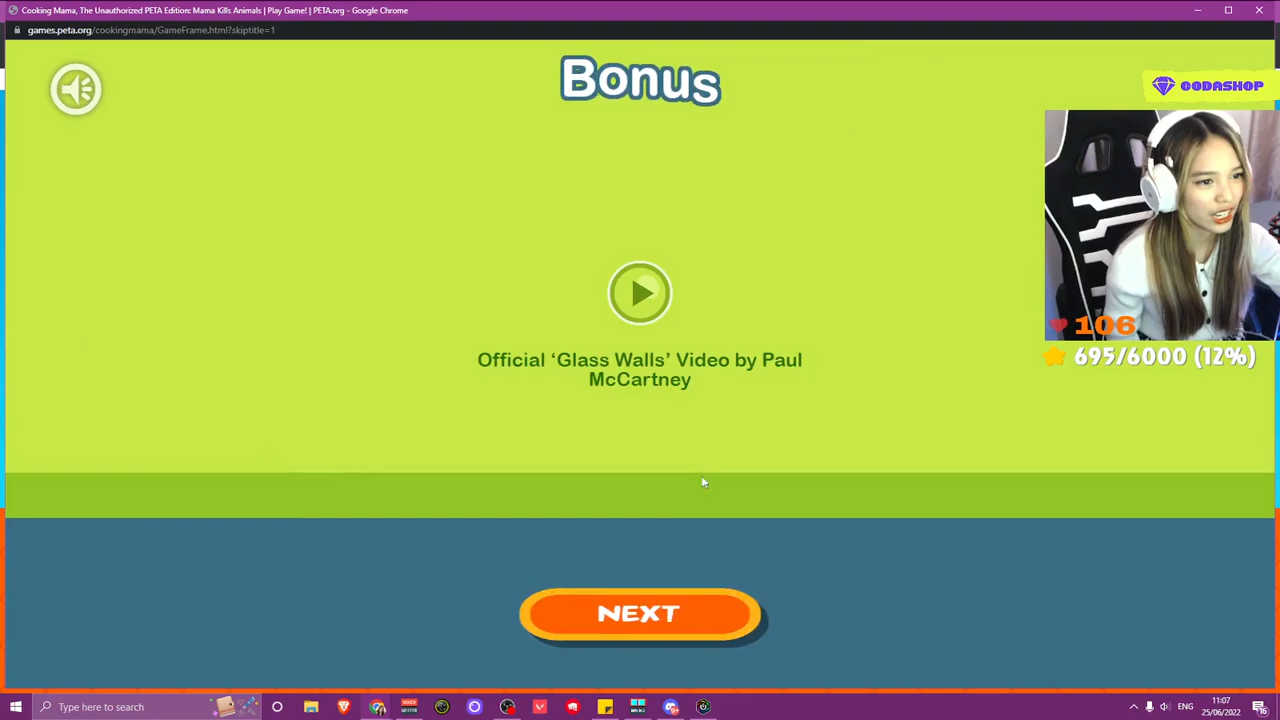 Cooking Mama, The Unauthorized PETA Edition: Mama Kills Animals | Play Game! | PETA.org - Google Chrome
games.peta.org/cookingmama/GameFrame.html?skiptitle=1
Bonus
CODASHOP
106
695/6000 (12%)
Official ‘Glass Walls’ Video by Paul
McCartney
NEXT
Type here to search
ENG
11:07
25/06/2022